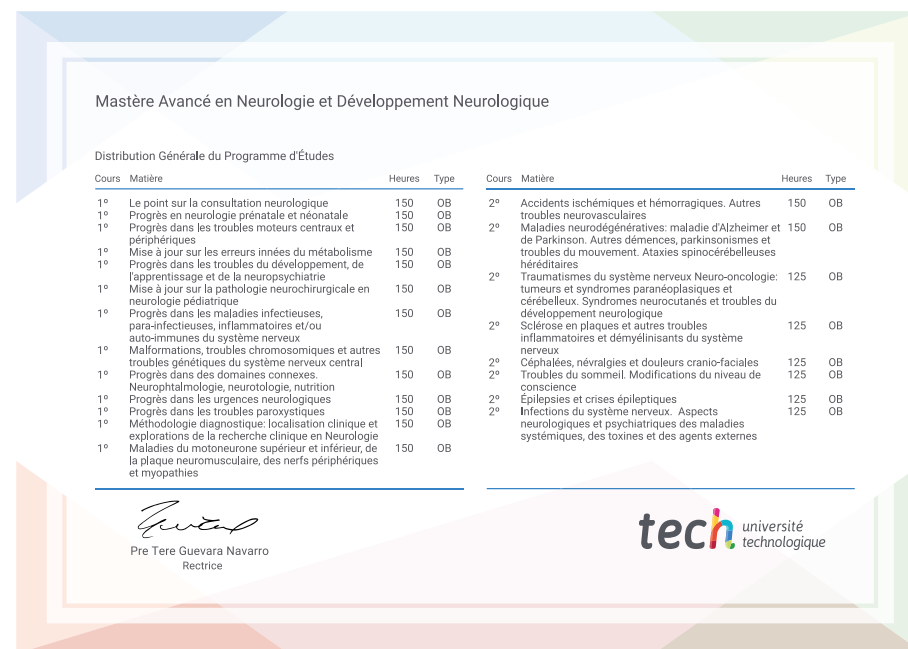 Mastère Avancé en Neurologie et Développement Neurologique
Distribution Générale du Programme d'Études
Cours Matière Heures Type
1º Le point sur la consultation neurologique 150 OB
1º Progrès en neurologie prénatale et néonatale 150 OB
1º Progrès dans les troubles moteurs centraux et 150 OB
périphériques
1º Mise à jour sur les erreurs innées du métabolisme 150 OB
1º Progrès dans les troubles du développement, de 150 OB
l'apprentissage et de la neuropsychiatrie
1º Mise à jour sur la pathologie neurochirurgicale en 150 OB
neurologie pédiatrique
1º Progrès dans les maladies infectieuses, 150 OB
para-infectieuses, inflammatoires et/ou
auto-immunes du système nerveux
1º Malformations, troubles chromosomiques et autres 150 OB
troubles génétiques du système nerveux central
1º Progrès dans des domaines connexes. 150 OB
Neurophtalmologie, neurotologie, nutrition
1º Progrès dans les urgences neurologiques 150 OB
1º Progrès dans les troubles paroxystiques 150 OB
1º Méthodologie diagnostique: localisation clinique et 150 OB
explorations de la recherche clinique en Neurologie
1º Maladies du motoneurone supérieur et inférieur, de 150 OB
la plaque neuromusculaire, des nerfs périphériques
et myopathies
Cours Matière Heures Type
2º Accidents ischémiques et hémorragiques. Autres 150 OB
troubles neurovasculaires
2º Maladies neurodégénératives: maladie d'Alzheimer et 150 OB
de Parkinson. Autres démences, parkinsonismes et
troubles du mouvement. Ataxies spinocérébelleuses
héréditaires
2º Traumatismes du système nerveux Neuro-oncologie: 125 OB
tumeurs et syndromes paranéoplasiques et
cérébelleux. Syndromes neurocutanés et troubles du
développement neurologique
2º Sclérose en plaques et autres troubles 125 OB
inflammatoires et démyélinisants du système
nerveux
2º Céphalées, névralgies et douleurs cranio-faciales 125 OB
2º Troubles du sommeil. Modifications du niveau de 125 OB
conscience
2º Épilepsies et crises épileptiques 125 OB
2º Infections du système nerveux. Aspects 125 OB
neurologiques et psychiatriques des maladies
systémiques, des toxines et des agents externes
Pre Tere Guevara Navarro
Rectrice
tech université
technologique